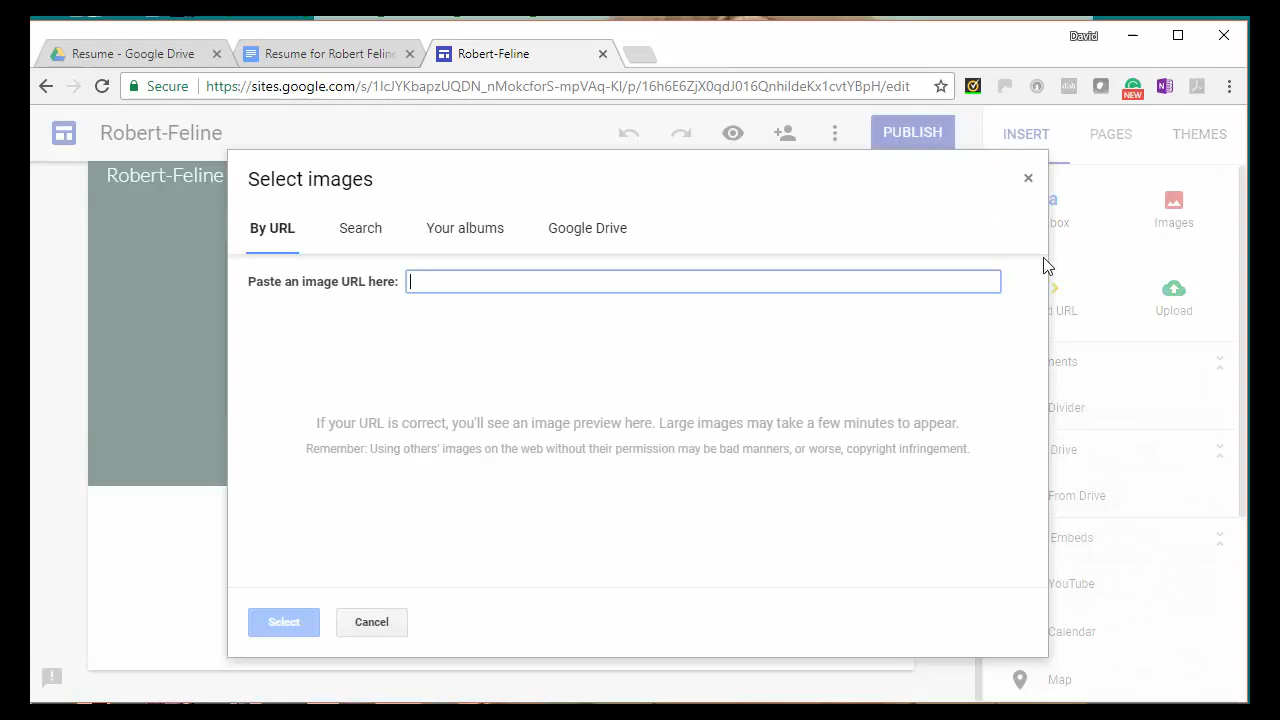 David
Resume - Google Drive
Resume for Robert Feline
Robert-Feline
Secure
https://sites.google.com/s/1IcJYKbagzUQDN_nMokcforS-mpVAq-KI/p/16h6E6ZjX0qdJ016QnhildeKx1cvtYBpH/edit
NEW
Robert-Feline
PUBLISH
INSERT
PAGES
THEMES
Robert-Feline
Select images
box
Images
By URL
Search
Your albums
Google Drive
Paste an image URL here:
d URL
Upload
nents
Divider
If your URL is correct, you'll see an image preview here. Large images may take a few minutes to appear.
Remember: Using others' images on the web without their permission may be bad manners, or worse, copyright infringement.
Drive
From Drive
Embeds
YouTube
Select
Cancel
Calendar
Map